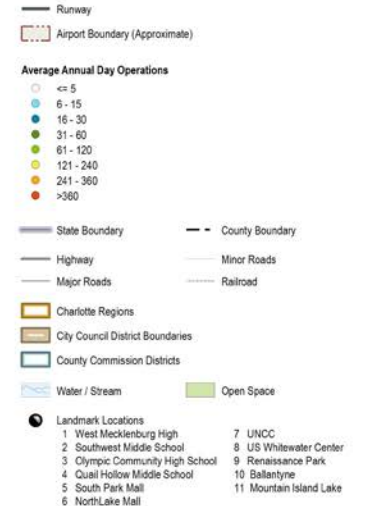 Runway
Airport Boundary (Approximate)
Average Annual Day Operations
<= 5
6 - 15
16 - 30
31 - 60
61 - 120
121 - 240
241 - 360
>360
State Boundary
County Boundary
Highway
Minor Roads
Major Roads
Railroad
Charlotte Regions
City Council District Boundaries
County Commission Districts
Water / Stream
Open Space
Landmark Locations
1 West Mecklenburg High
2 Southwest Middle School
3 Olympic Community High School
4 Quail Hollow Middle School
5 South Park Mall
6 NorthLake Mall
7 UNCC
8 US Whitewater Center
9 Renaissance Park
10 Ballantyne
11 Mountain Island Lake